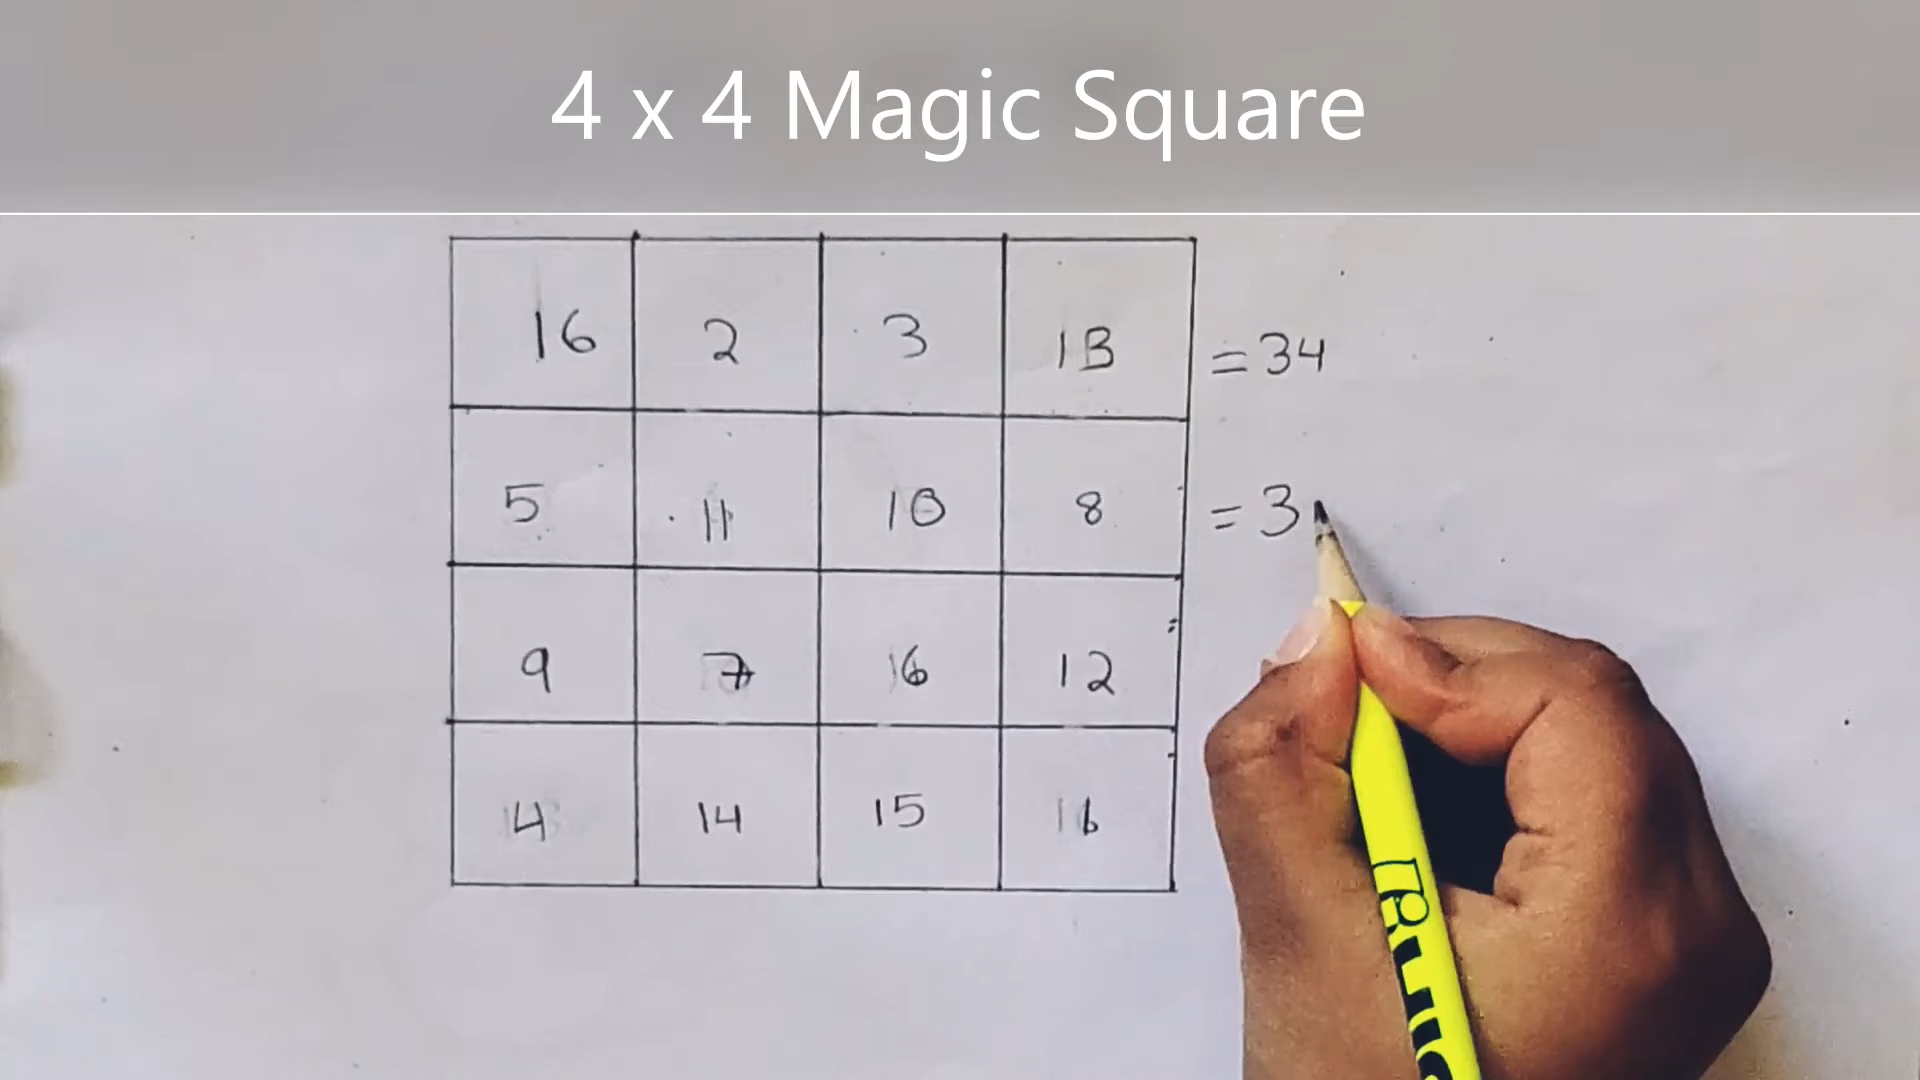 4 x 4 Magic Square
16 2 3 13 = 34
5 11 10 8 = 3
9 7 16 12
4 14 15 16